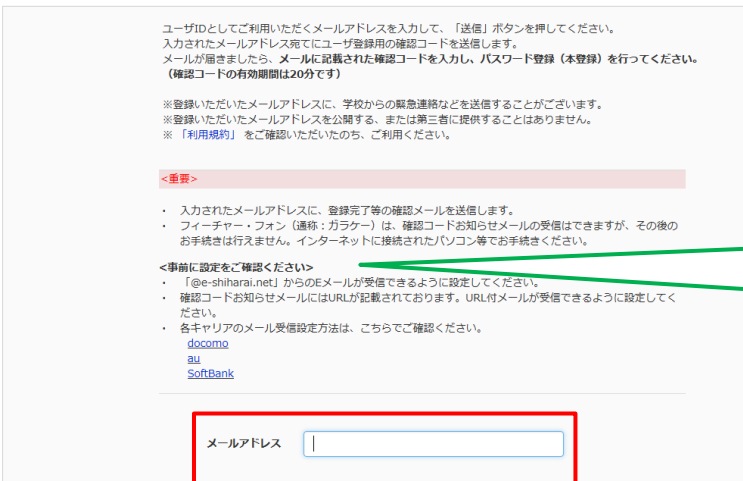 ユーザIDとしてご利用いただくメールアドレスを入力して、「送信」ボタンを押してください。
入力されたメールアドレス宛てにユーザ登録用の確認コードを送信します。
メールが届きましたら、メールに記載された確認コードを入力し、パスワード登録（本登録）を行ってください。
（確認コードの有効期間は20分です）
※登録いただいたメールアドレスに、学校からの緊急連絡などを送信することがございます。
※登録いただいたメールアドレスを公開する、または第三者に提供することはありません。
※ 「利用規約」 をご確認いただいたのち、ご利用ください。
<重要>
・ 入力されたメールアドレスに、登録完了等の確認メールを送信します。
・ フィーチャー・フォン（通称：ガラケー）は、確認コードお知らせメールの受信はできますが、その後の
お手続きは行えません。インターネットに接続されたパソコン等でお手続きください。
<事前に設定をご確認ください>
・ 「@e-shiharai.net」からのEメールが受信できるように設定してください。
・ 確認コードお知らせメールにはURLが記載されております。URL付メールが受信できるように設定してく
ださい。
・ 各キャリアのメール受信設定方法は、こちらでご確認ください。
docomo
au
SoftBank
メールアドレス